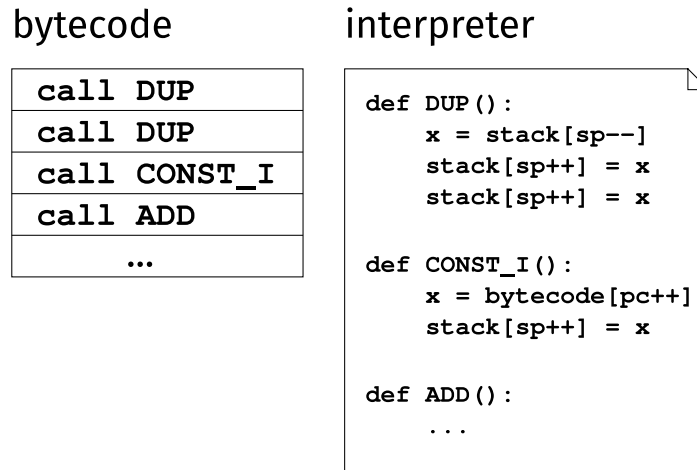 bytecode
call DUP
call DUP
call CONST_I
call ADD
...
interpreter
def DUP():
    x = stack[sp--]
    stack[sp++] = x
    stack[sp++] = x
def CONST_I():
    x = bytecode[pc++]
    stack[sp++] = x
def ADD():
    ...